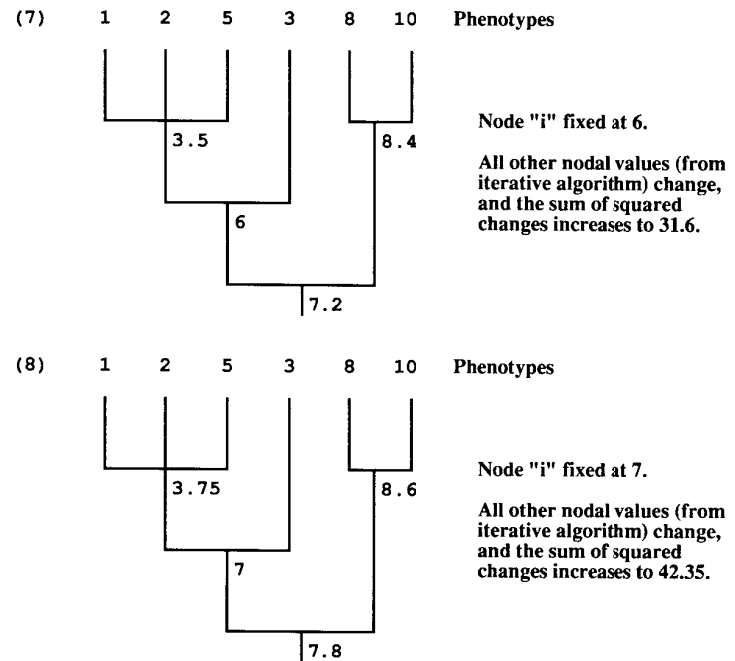 (7) 1 2 5 3 8 10 Phenotypes
Node "i" fixed at 6.
3.5 8.4
All other nodal values (from
iterative algorithm) change,
and the sum of squared
changes increases to 31.6.
6
7.2
(8) 1 2 5 3 8 10 Phenotypes
Node "i" fixed at 7.
3.75 8.6
All other nodal values (from
iterative algorithm) change,
and the sum of squared
changes increases to 42.35.
7
7.8